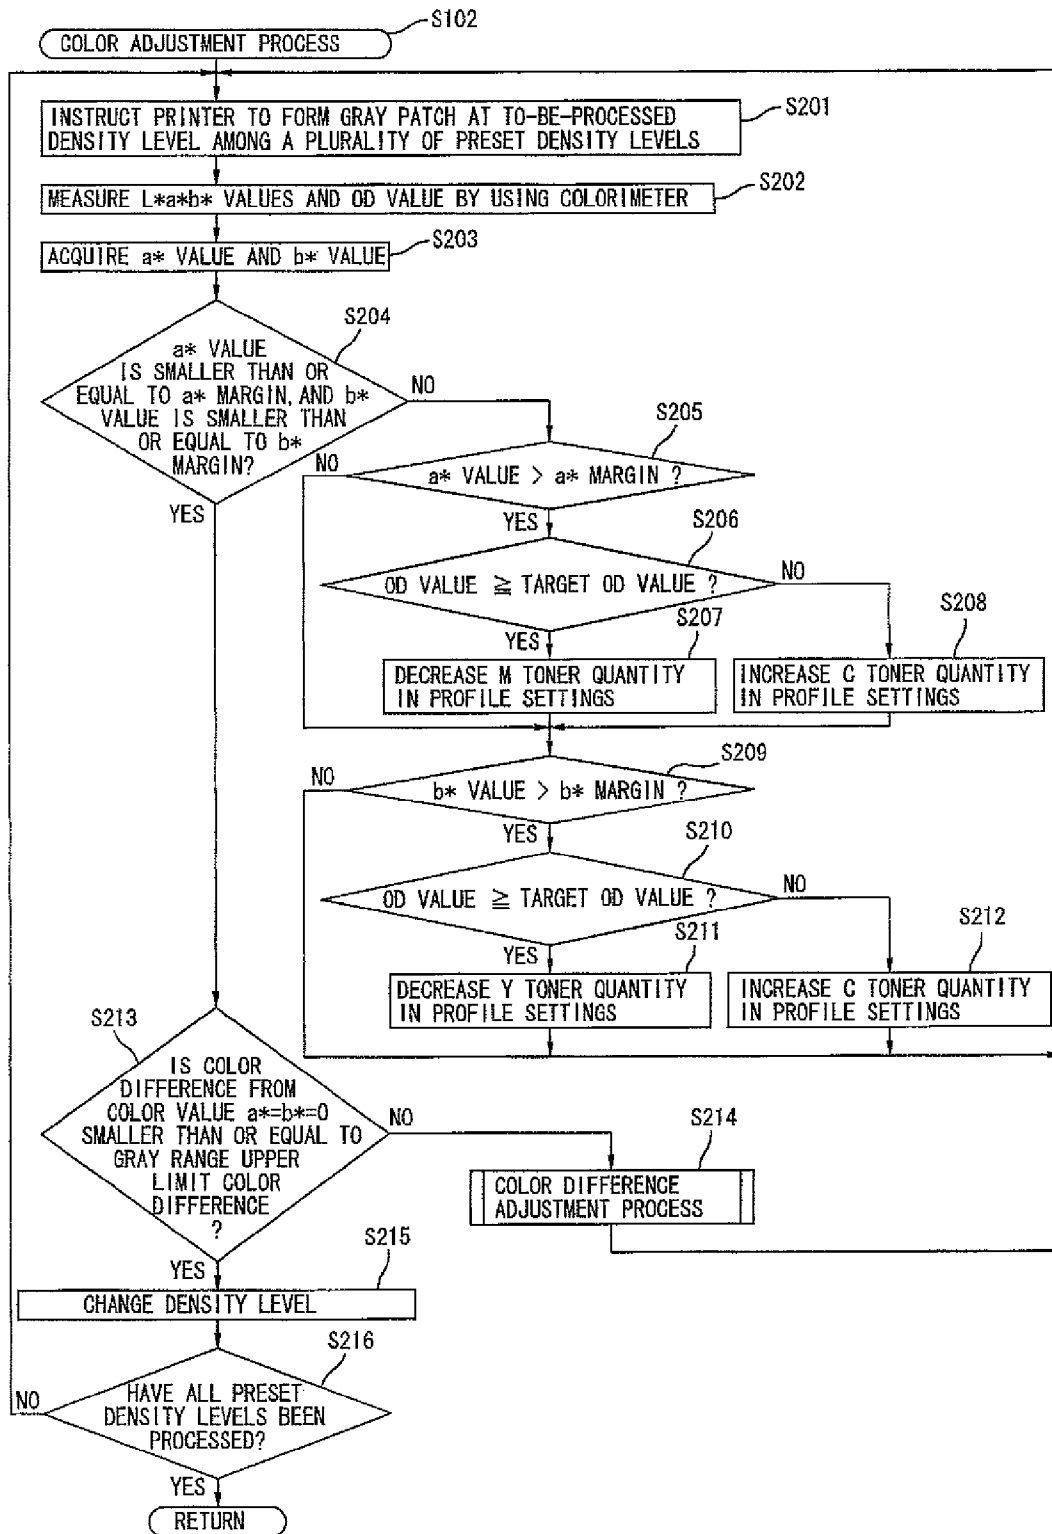 S102
COLOR ADJUSTMENT PROCESS
S201
INSTRUCT PRINTER TO FORM GRAY PATCH AT TO-BE-PROCESSED
DENSITY LEVEL AMONG A PLURALITY OF PRESET DENSITY LEVELS
S202
MEASURE L*a*b* VALUES AND OD VALUE BY USING COLORIMETER
S203
ACQUIRE a* VALUE AND b* VALUE
S204
a* VALUE
IS SMALLER THAN OR
EQUAL TO a* MARGIN, AND b*
VALUE IS SMALLER THAN
OR EQUAL TO b*
MARGIN?
NO
YES
S205
a* VALUE > a* MARGIN ?
NO
YES
S206
OD VALUE ≧ TARGET OD VALUE ?
NO
YES
S207
DECREASE M TONER QUANTITY
IN PROFILE SETTINGS
S208
INCREASE C TONER QUANTITY
IN PROFILE SETTINGS
S209
b* VALUE > b* MARGIN ?
NO
YES
S210
OD VALUE ≧ TARGET OD VALUE ?
NO
YES
S211
DECREASE Y TONER QUANTITY
IN PROFILE SETTINGS
S212
INCREASE C TONER QUANTITY
IN PROFILE SETTINGS
S213
IS COLOR
DIFFERENCE FROM
COLOR VALUE a*=b*=0
SMALLER THAN OR EQUAL TO
GRAY RANGE UPPER
LIMIT COLOR
DIFFERENCE
?
NO
YES
S214
COLOR DIFFERENCE
ADJUSTMENT PROCESS
S215
CHANGE DENSITY LEVEL
S216
HAVE ALL PRESET
DENSITY LEVELS BEEN
PROCESSED?
NO
YES
RETURN